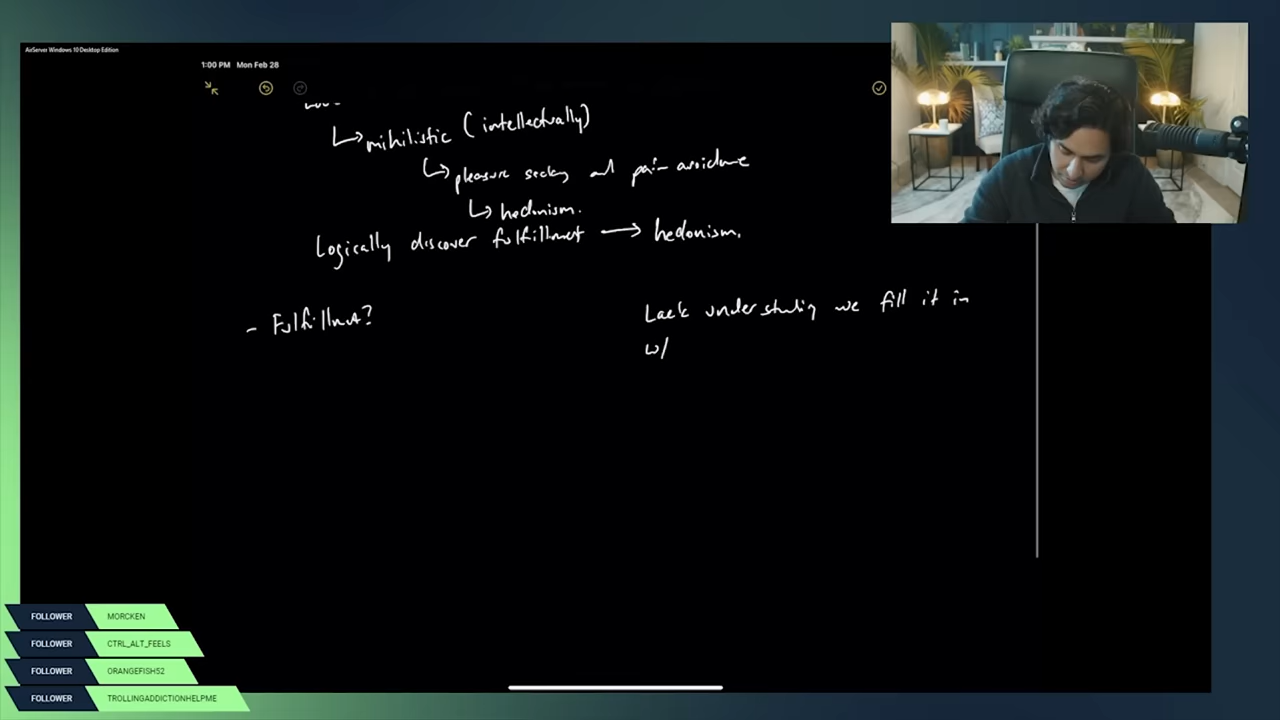 AirServer Windows 10 Desktop Edition
1:00 PM Mon Feb 28
↳ nihilistic (intellectually)
↳ pleasure seeking and pain avoidance
↳ hedonism.
Logically discover fulfillment → hedonism.
- Fulfillment?
Lack understanding we fill it in
w/
FOLLOWER MORCKEN
FOLLOWER CTRL_ALT_FEELS
FOLLOWER ORANGEFISH52
FOLLOWER TROLLINGADDICTIONHELPME